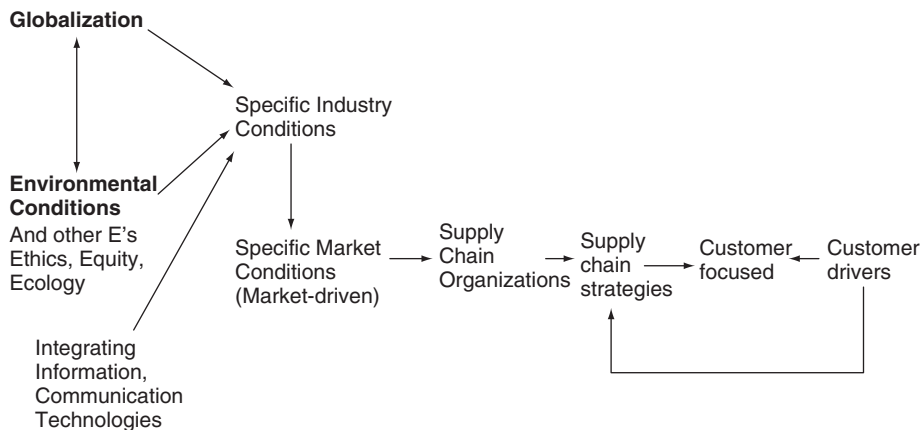 Globalization
Specific Industry
Conditions
Environmental
Conditions
And other E's
Ethics, Equity,
Ecology
Specific Market
Conditions
(Market-driven)
Supply
Chain
Organizations
Supply
chain
strategies
Customer
focused
Customer
drivers
Integrating
Information,
Communication
Technologies